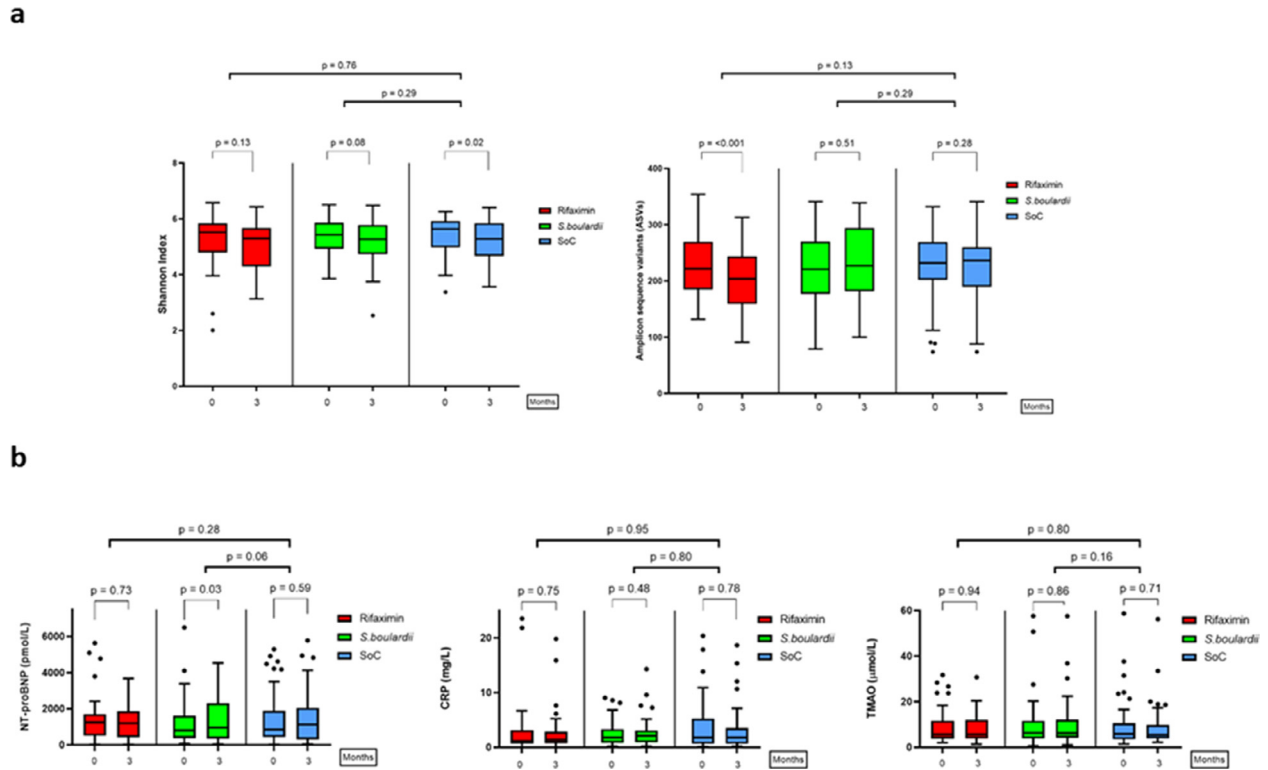 a
p = 0.76
p = 0.29
p = 0.13 p = 0.08 p = 0.02
8
6
4
2
0
Shannon Index
0 3 0 3 0 3 Months
Rifaximin
S.boulardii
SoC
p = 0.13
p = 0.29
p = <0.001 p = 0.51 p = 0.28
400
300
200
100
0
Amplicon sequence variants (ASVs)
0 3 0 3 0 3 Months
Rifaximin
S.boulardii
SoC
b
p = 0.28
p = 0.06
p = 0.73 p = 0.03 p = 0.59
6000
4000
2000
0
NT-proBNP (pmol/L)
0 3 0 3 0 3 Months
Rifaximin
S.boulardii
SoC
p = 0.95
p = 0.80
p = 0.75 p = 0.48 p = 0.78
20
10
0
CRP (mg/L)
0 3 0 3 0 3 Months
Rifaximin
S.boulardii
SoC
p = 0.80
p = 0.16
p = 0.94 p = 0.86 p = 0.71
60
40
20
0
TMAO (µmol/L)
0 3 0 3 0 3 Months
Rifaximin
S.boulardii
SoC